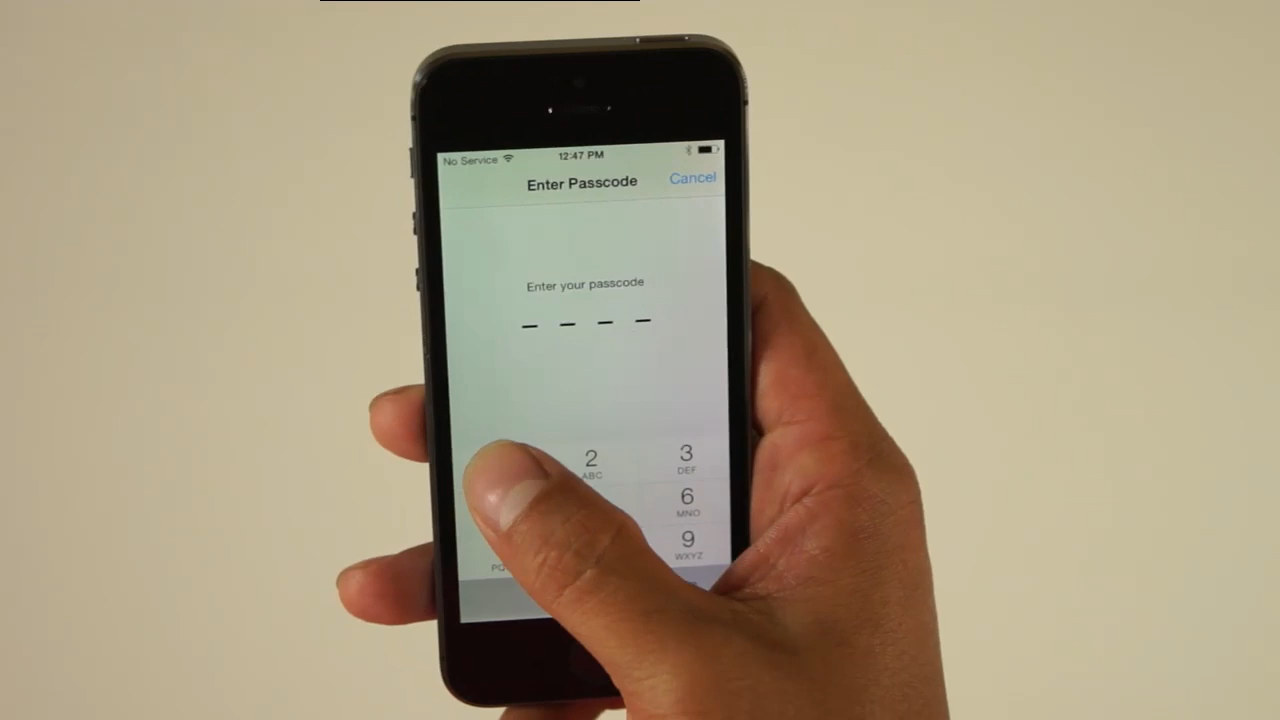 No Service 12:47 PM
Enter Passcode Cancel
Enter your passcode
2 3
ABC DEF
6
MNO
9
WXYZ
PQ